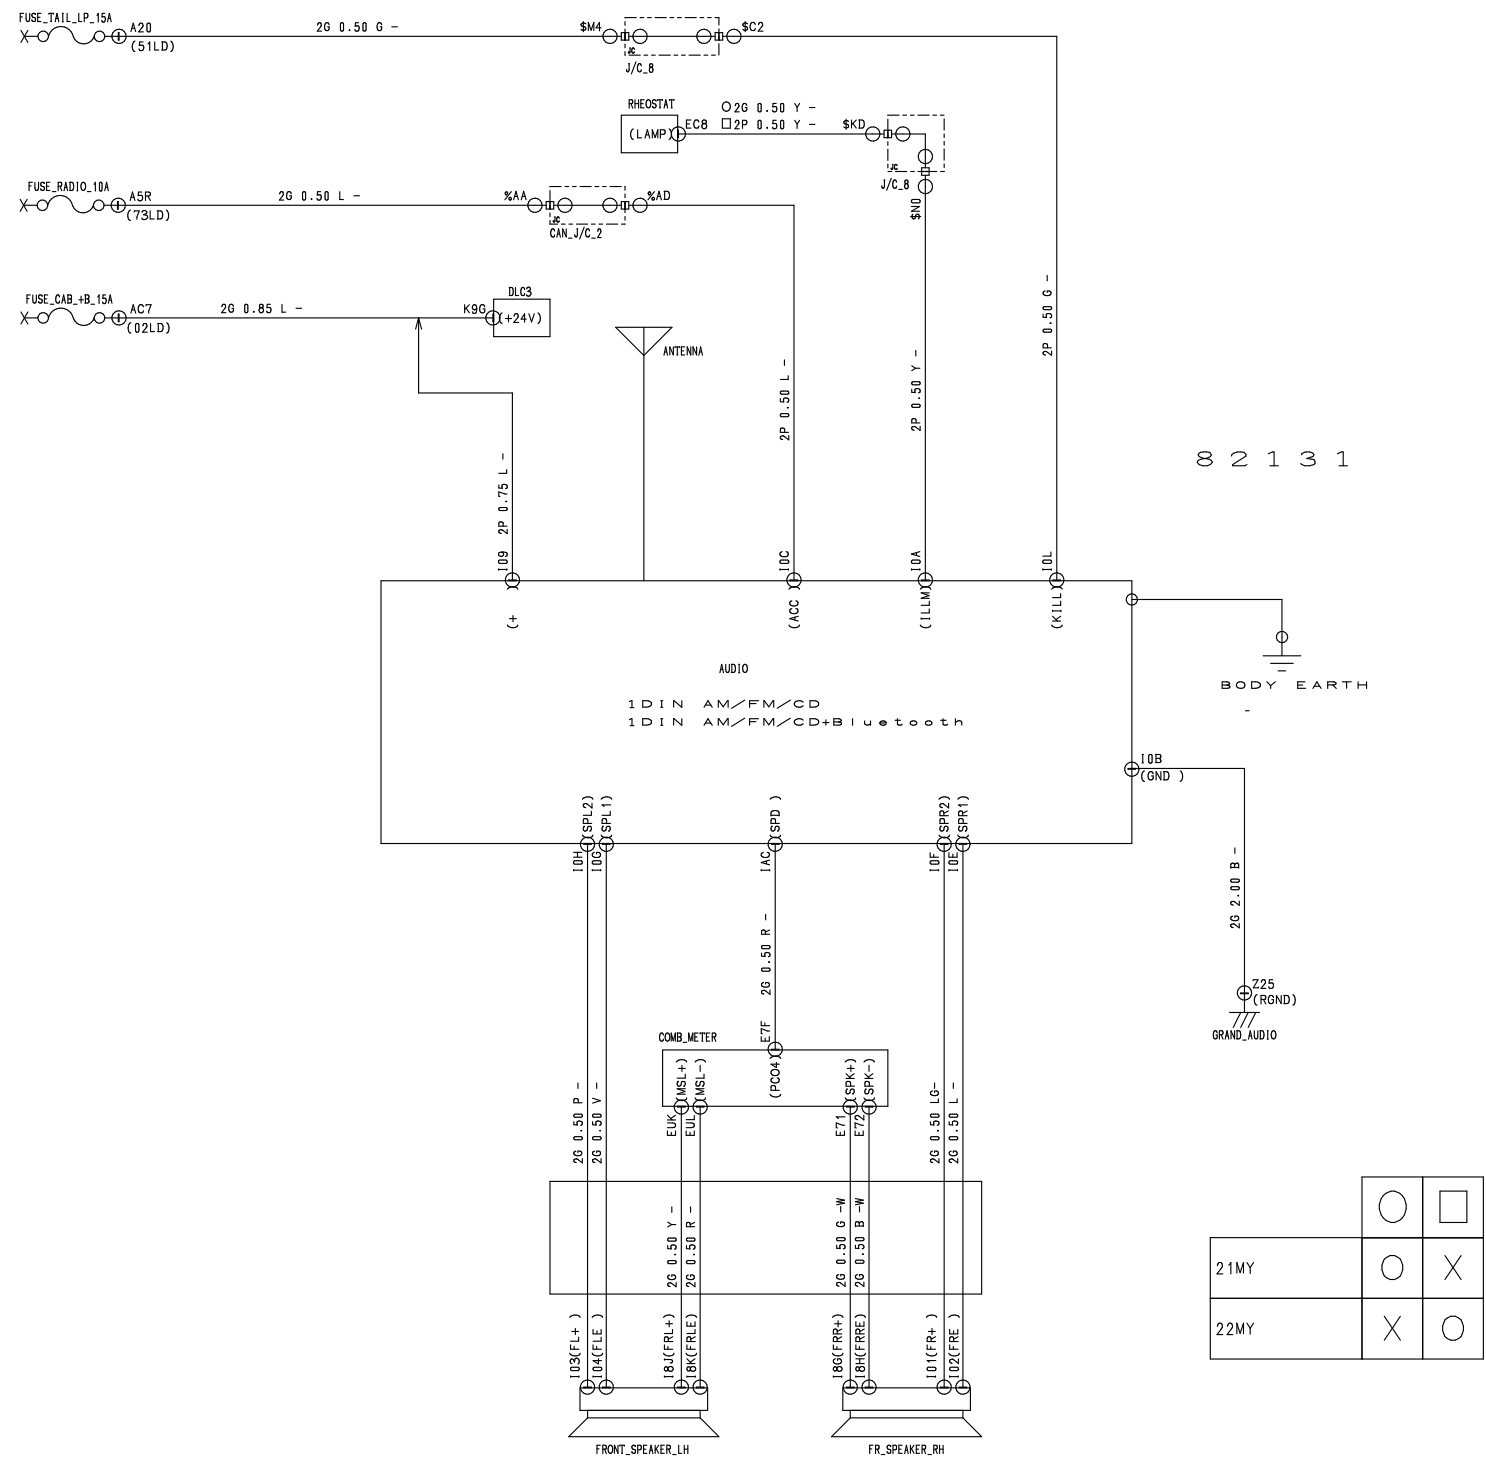 FUSE_TAIL_LP_15A
A20
(51LD)
2G 0.50 G -
$M4
JC
J/C_8
$C2
RHEOSTAT
(LAMP)
EC8
○2G 0.50 Y -
□2P 0.50 Y -
$KD
JC
J/C_8
$N0
FUSE_RADIO_10A
A5R
(73LD)
2G 0.50 L -
%AA
JC
CAN_J/C_2
%AD
FUSE_CAB_+B_15A
AC7
(02LD)
2G 0.85 L -
K9G
DLC3
(+24V)
ANTENNA
2P 0.75 L -
2P 0.50 L -
2P 0.50 Y -
2P 0.50 G -
82131
I09
I0C
I0A
I0L
(+
(ACC )
(ILLM)
(KILL)
AUDIO
1DIN AM/FM/CD
1DIN AM/FM/CD+Bluetooth
BODY EARTH
-
I0B
(GND )
(SPL2)
(SPL1)
(SPD )
(SPR2)
(SPR1)
I0H
I0G
IAC
I0F
I0E
2G 2.00 B -
2G 0.50 R -
Z25
(RGND)
GRAND_AUDIO
COMB_METER
E7F
(MSL+)
(MSL-)
(PC04)
(SPK+)
(SPK-)
EUK
EUL
E71
E72
2G 0.50 P -
2G 0.50 V -
2G 0.50 LG-
2G 0.50 L -
2G 0.50 Y -
2G 0.50 R -
2G 0.50 G -W
2G 0.50 B -W
I03(FL+ )
I04(FLE )
I8J(FRL+)
I8K(FRLE)
I8G(FRR+)
I8H(FRRE)
I01(FR+ )
I02(FRE )
FRONT_SPEAKER_LH
FR_SPEAKER_RH
○ □
21MY ○ X
22MY X ○